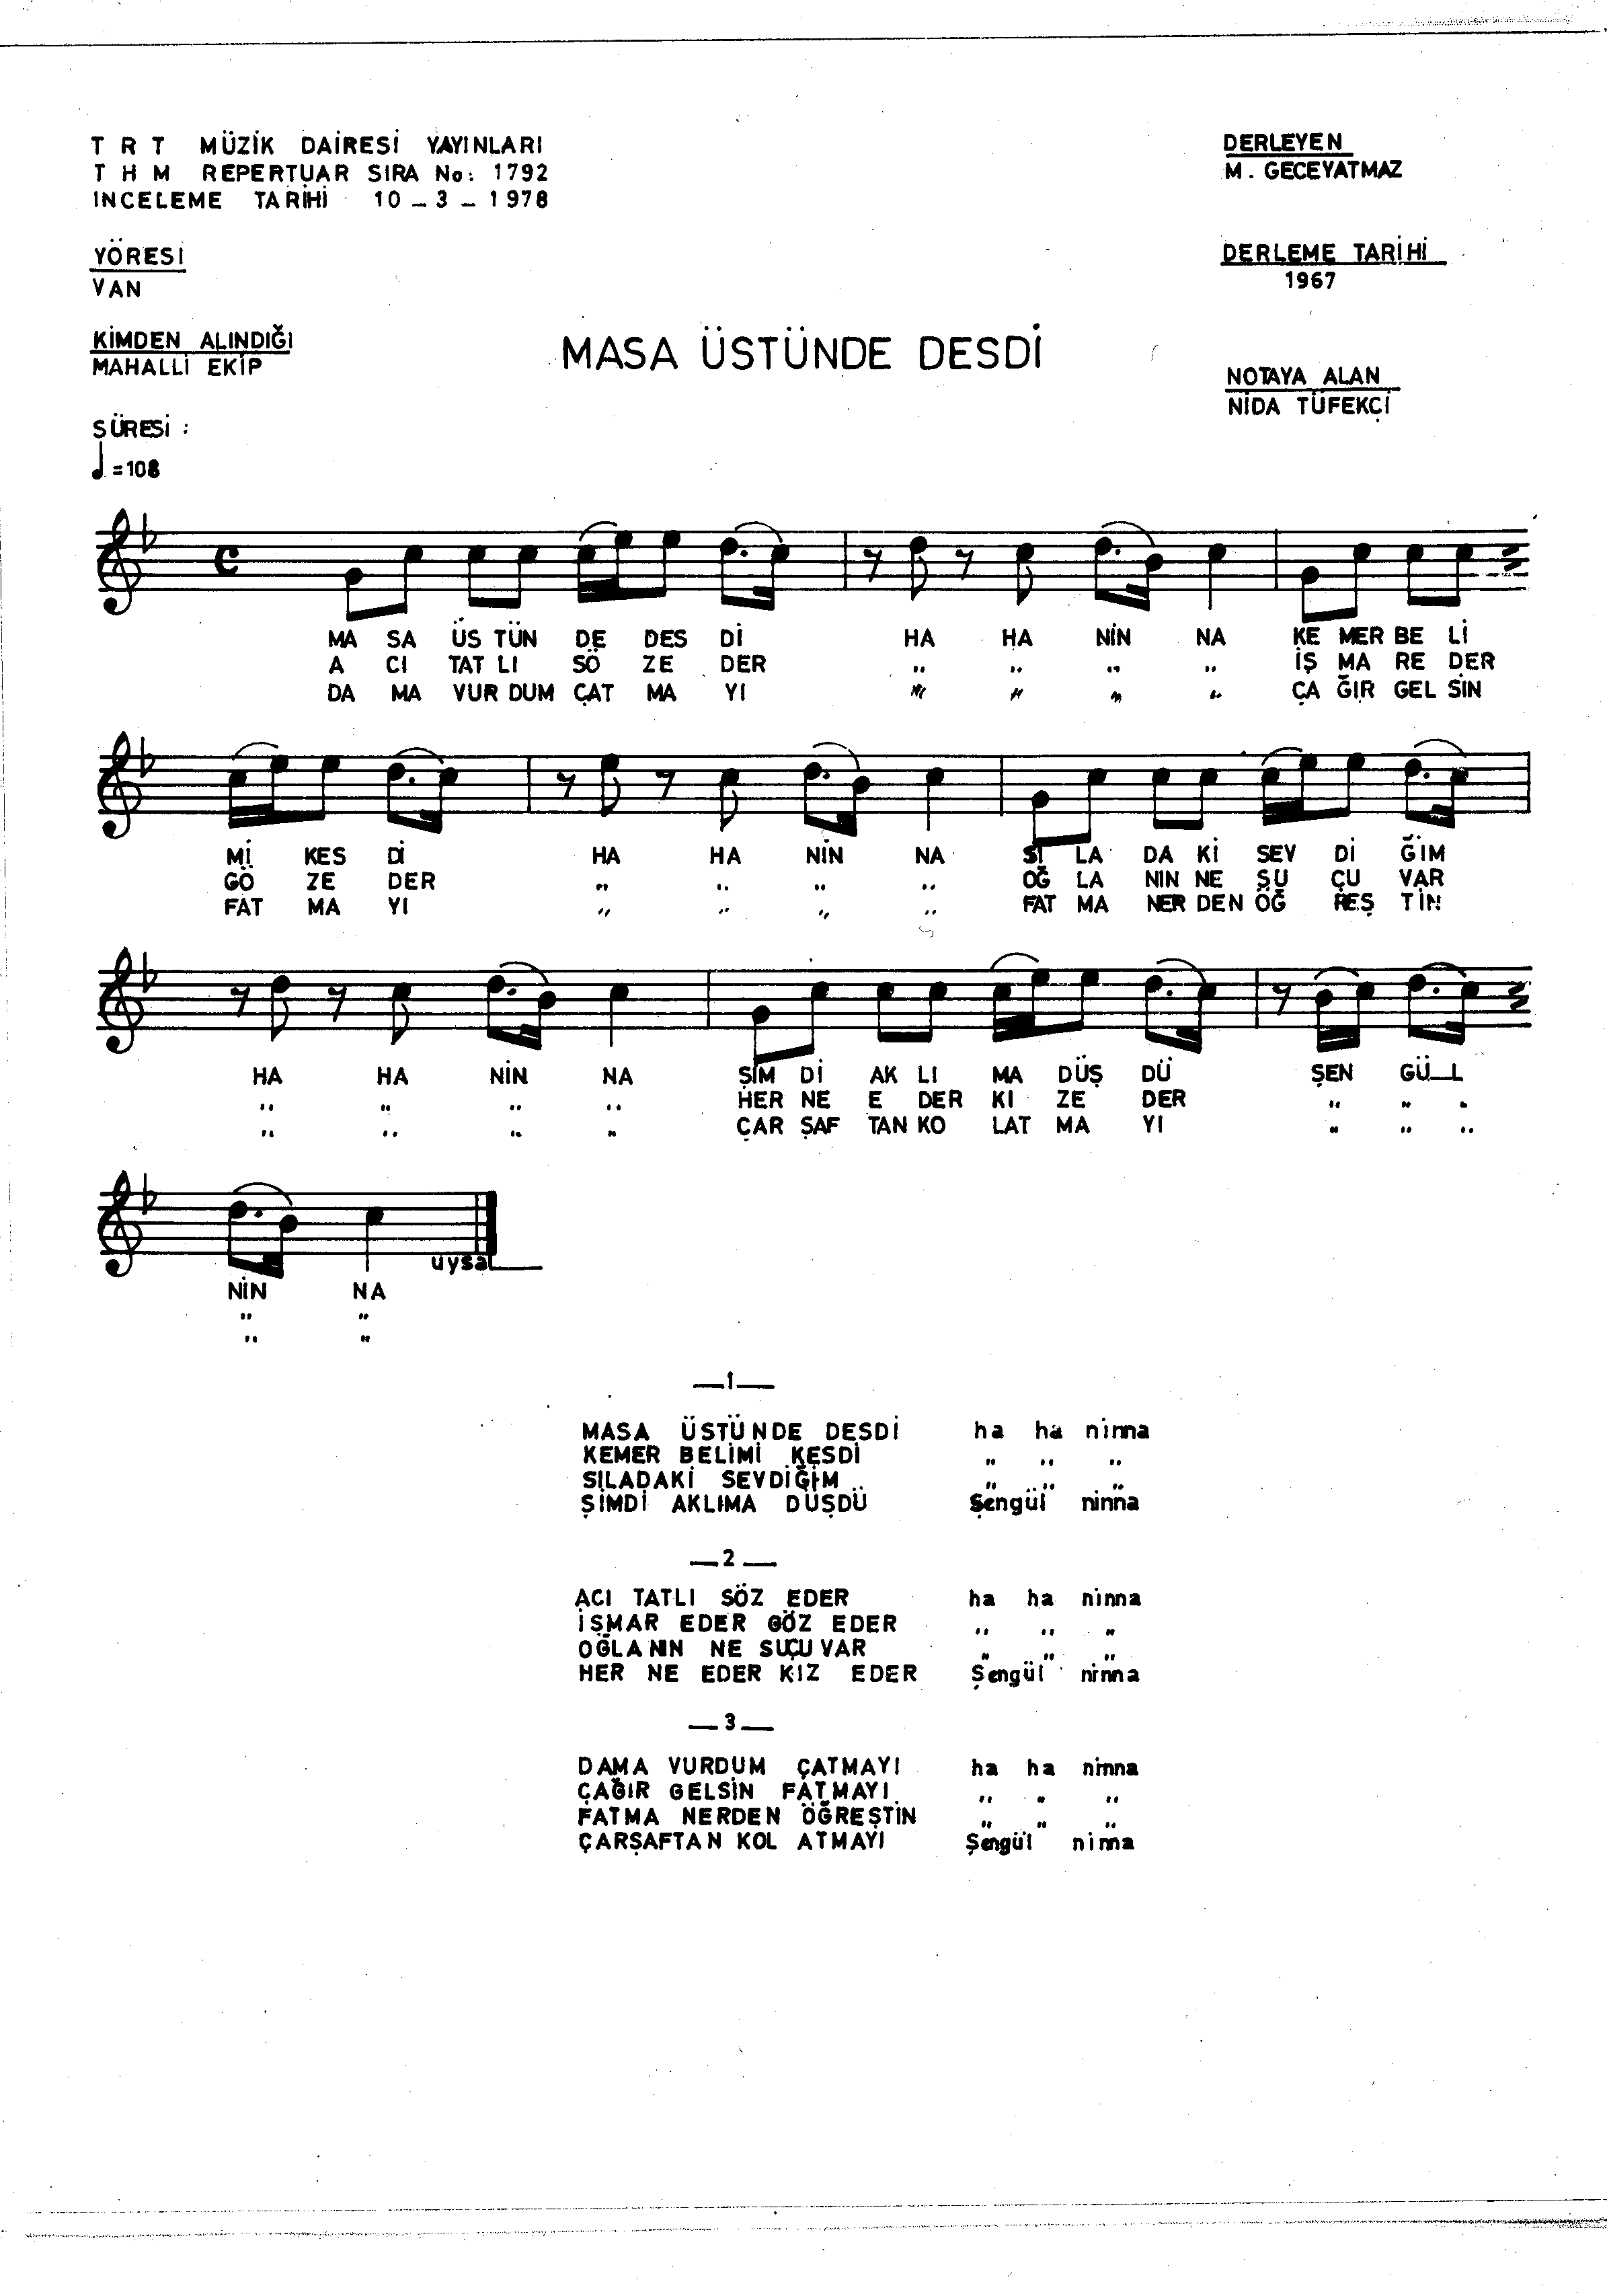 T R T MÜZİK DAİRESİ YAYINLARI
T H M REPERTUAR SIRA No: 1792
İNCELEME TARİHİ 10 _ 3 _ 1978
DERLEYEN
M. GECEYATMAZ
YÖRESİ
VAN
DERLEME TARİHİ
1967
KİMDEN ALINDIĞI
MAHALLİ EKİP
MASA ÜSTÜNDE DESDİ
NOTAYA ALAN
NİDA TÜFEKÇİ
SÜRESİ :
♩ =108
MA SA ÜS TÜN DE DES Dİ HA HA NİN NA KE MER BE Lİ
A CI TAT LI SÖ ZE DER " " " " İŞ MA RE DER
DA MA VUR DUM ÇAT MA YI " " " " ÇA ĞIR GEL SİN
Mİ KES Dİ HA HA NİN NA SI LA DA Kİ SEV Dİ ĞİM
GÖ ZE DER " " " " OĞ LA NIN NE SU ÇU VAR
FAT MA YI " " " " FAT MA NER DEN ÖĞ REŞ TİN
HA HA NİN NA ŞİM Dİ AK LI MA DÜŞ DÜ ŞEN GÜ_L
" " " " HER NE E DER KI ZE DER " " "
" " " " ÇAR ŞAF TAN KO LAT MA YI " " "
uysal
NİN NA
" "
" "
_1_
MASA ÜSTÜNDE DESDİ ha ha ninna
KEMER BELİMİ KESDİ " " "
SILADAKİ SEVDİĞİM " " "
ŞİMDİ AKLIMA DÜŞDÜ Şengül ninna
_2_
ACI TATLI SÖZ EDER ha ha ninna
İŞMAR EDER GÖZ EDER " " "
OĞLANIN NE SUÇU VAR " " "
HER NE EDER KIZ EDER Şengül ninna
_3_
DAMA VURDUM ÇATMAYI ha ha ninna
ÇAĞIR GELSİN FATMAYI " " "
FATMA NERDEN ÖĞREŞTİN " " "
ÇARŞAFTAN KOL ATMAYI Şengül ninna